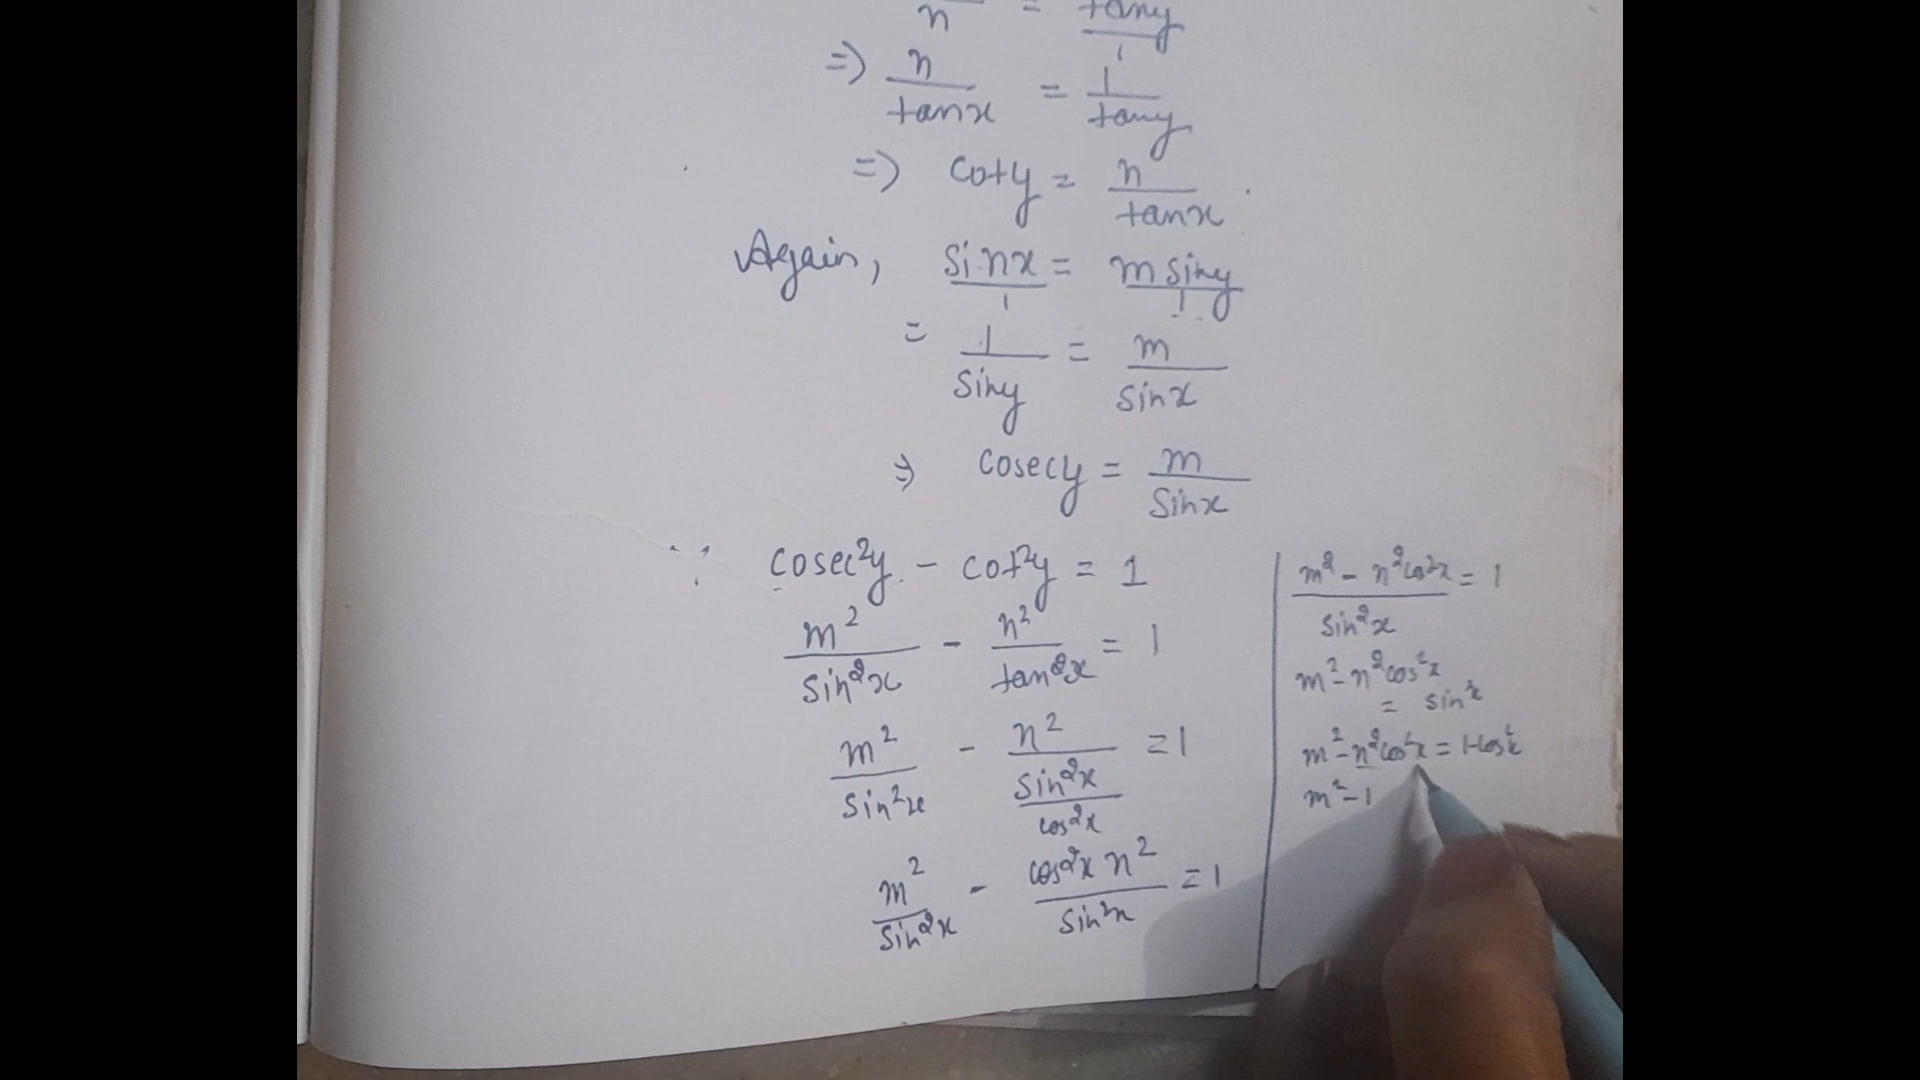 n = tany/1
=> n/tanx = 1/tany
=> coty = n/tanx
Again, sinx/1 = m siny/1
= 1/siny = m/sinx
=> cosecy = m/sinx
∵ cosec²y - cot²y = 1
m²/sin²x - n²/tan²x = 1
m²/sin²x - n²/(sin²x/cos²x) = 1
m²/sin²x - cos²x n²/sin²x = 1
(m² - n²cos²x)/sin²x = 1
m² - n²cos²x
= sin²x
m² - n²cos²x = 1-cos²x
m² - 1